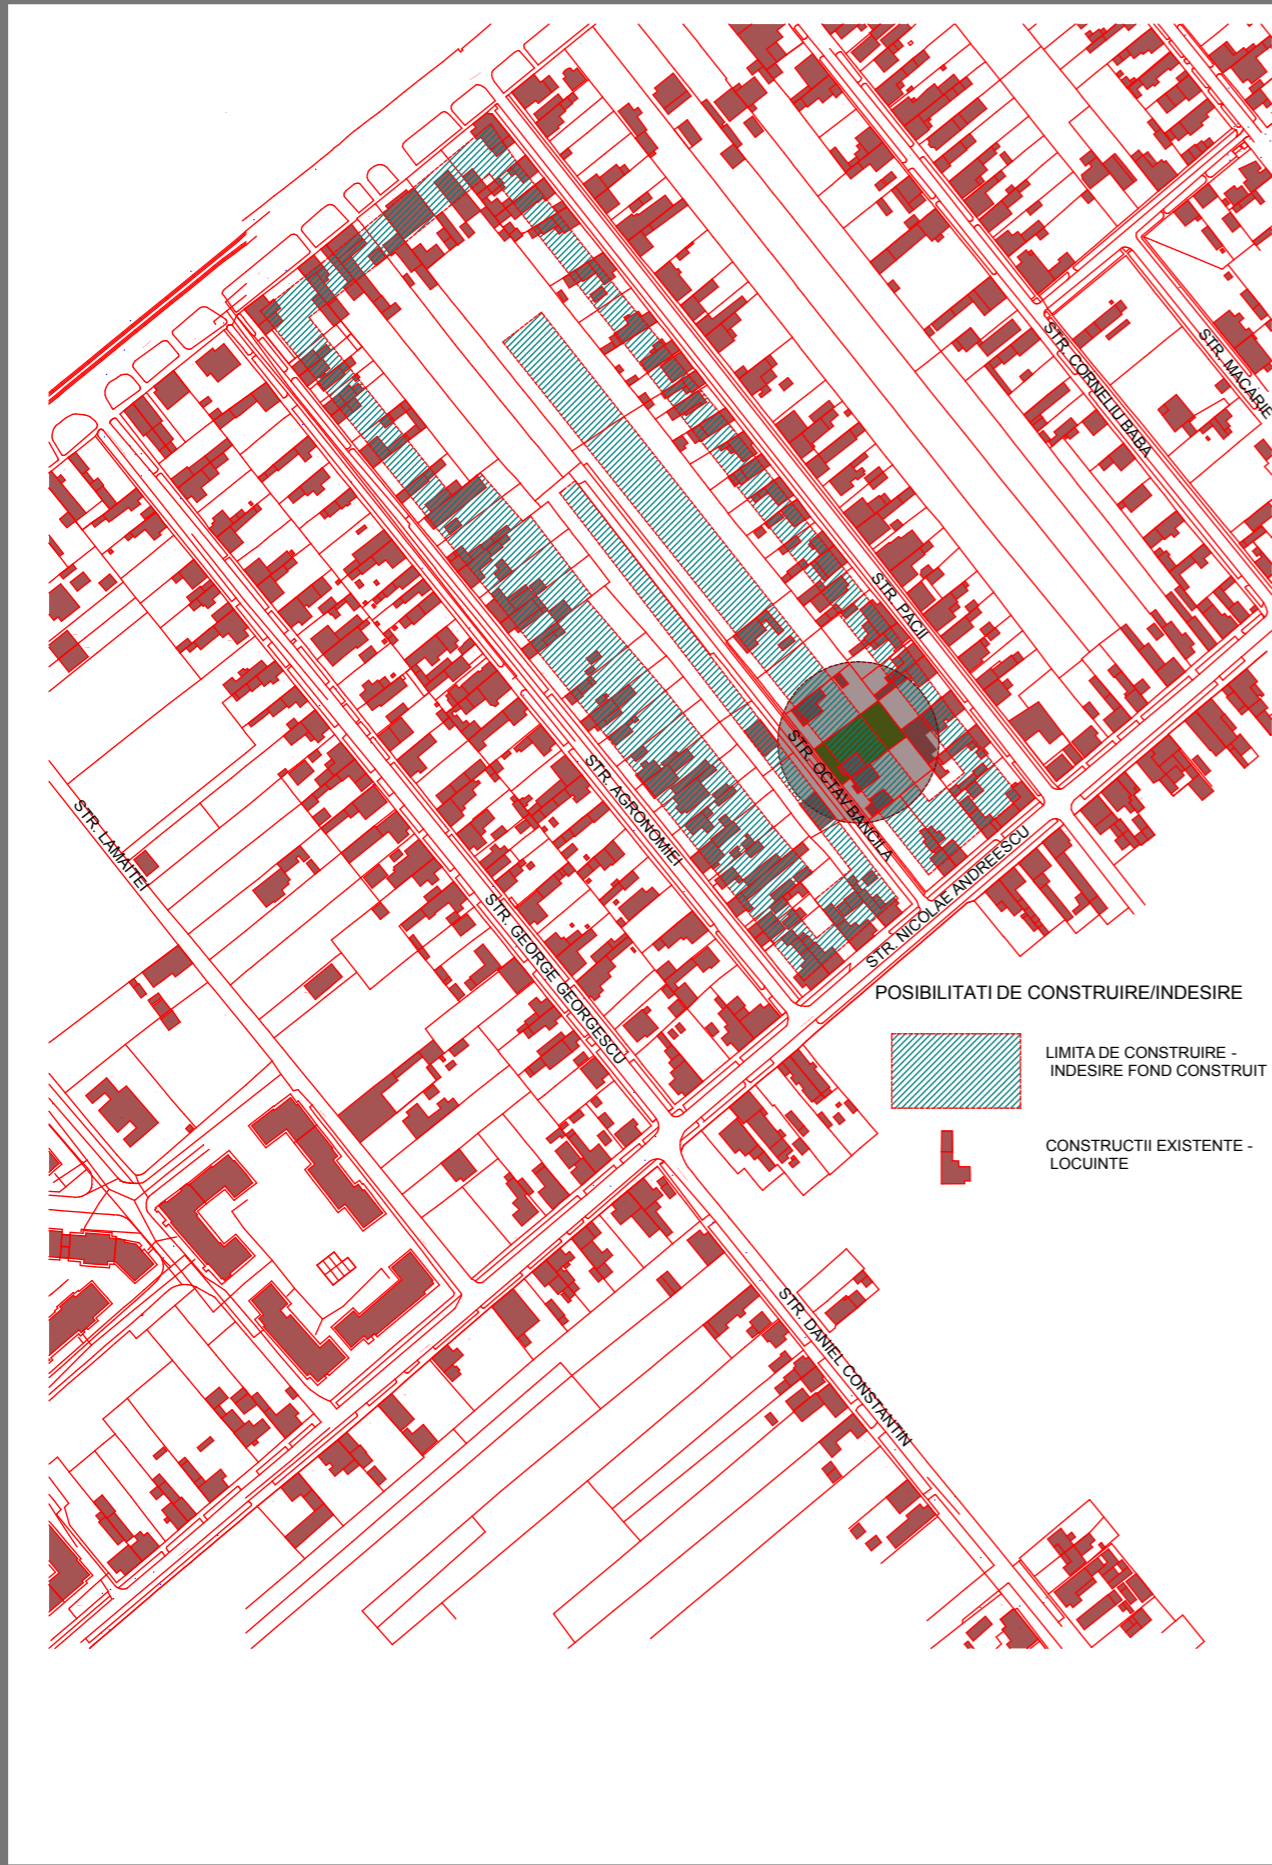 STR. CORNELIU BABA
STR. MACARIE
STR. PACII
STR. OCTAV BANCILA
STR. AGRONOMIEI
STR. LAMAITEI
STR. GEORGE GEORGESCU
STR. NICOLAE ANDREESCU
POSIBILITATI DE CONSTRUIRE/INDESIRE
LIMITA DE CONSTRUIRE -
INDESIRE FOND CONSTRUIT
CONSTRUCTII EXISTENTE -
LOCUINTE
STR. DANIEL CONSTANTIN